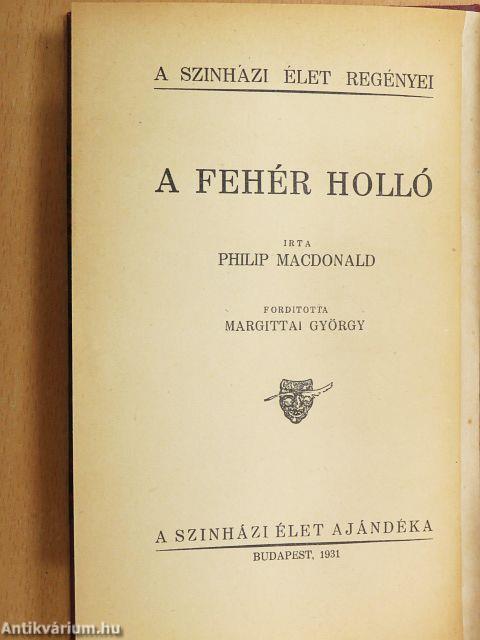 A SZINHÁZI ÉLET REGÉNYEI
A FEHÉR HOLLÓ
IRTA
PHILIP MACDONALD
FORDITOTTA
MARGITTAI GYÖRGY
A SZINHÁZI ÉLET AJÁNDÉKA
BUDAPEST, 1931
Antikvárium.hu